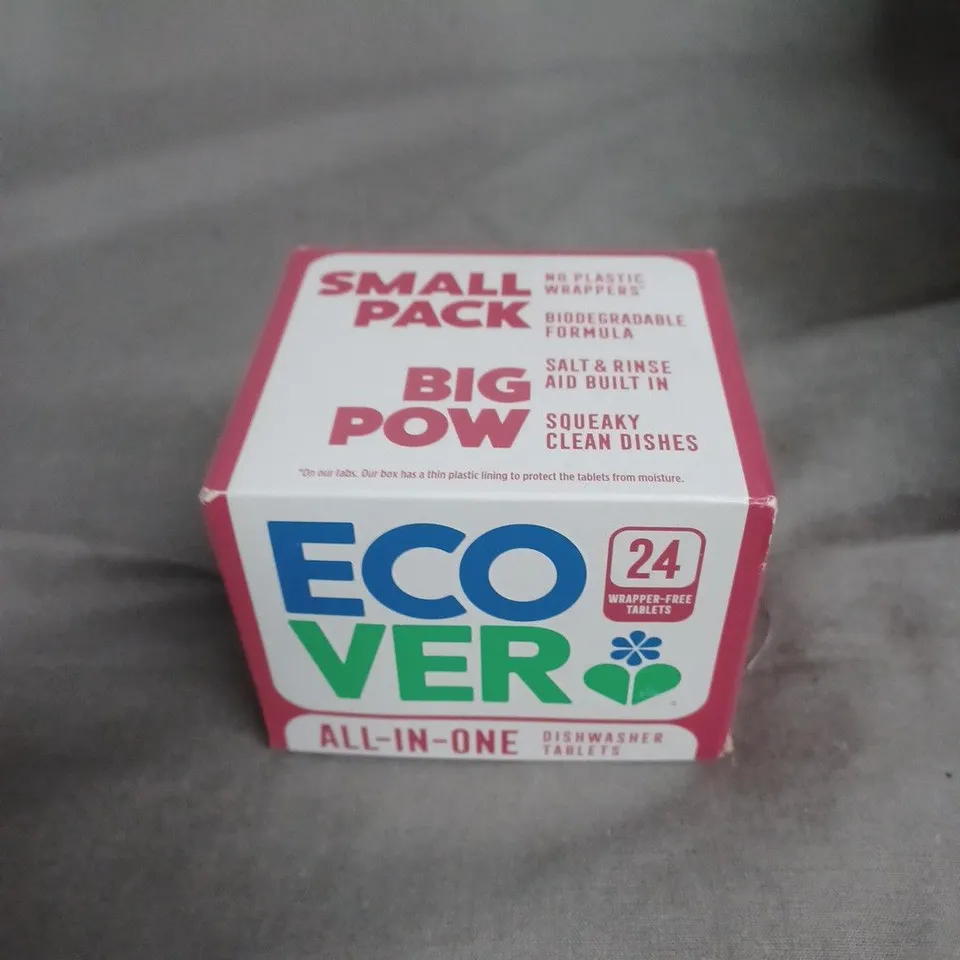 SMALL
PACK
NO PLASTIC
WRAPPERS*
BIODEGRADABLE
FORMULA
BIG
POW
SALT & RINSE
AID BUILT IN
SQUEAKY
CLEAN DISHES
*On our tabs. Our box has a thin plastic lining to protect the tablets from moisture.
ECO
VER
24
WRAPPER-FREE
TABLETS
ALL-IN-ONE
DISHWASHER
TABLETS